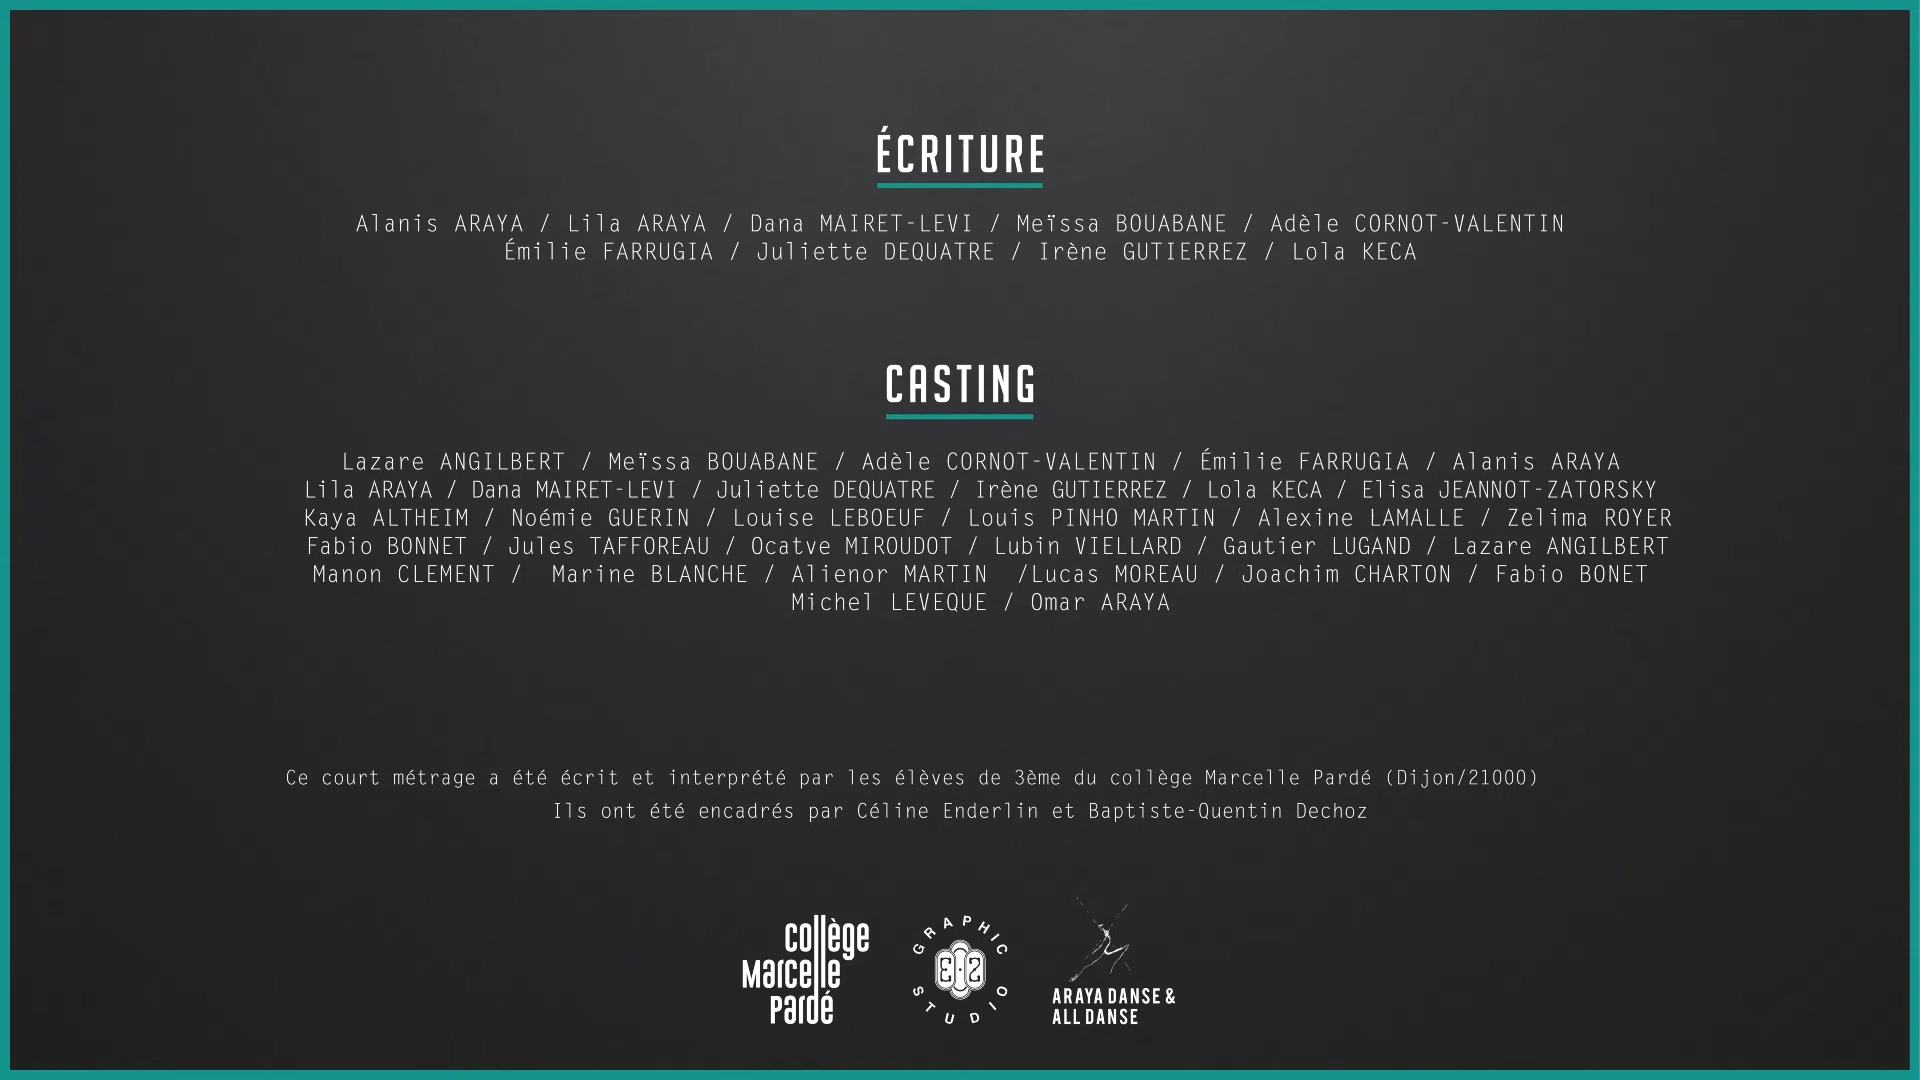 ÉCRITURE
Alanis ARAYA / Lila ARAYA / Dana MAIRET-LEVI / Meïssa BOUABANE / Adèle CORNOT-VALENTIN
Émilie FARRUGIA / Juliette DEQUATRE / Irène GUTIERREZ / Lola KECA
CASTING
Lazare ANGILBERT / Meïssa BOUABANE / Adèle CORNOT-VALENTIN / Émilie FARRUGIA / Alanis ARAYA
Lila ARAYA / Dana MAIRET-LEVI / Juliette DEQUATRE / Irène GUTIERREZ / Lola KECA / Elisa JEANNOT-ZATORSKY
Kaya ALTHEIM / Noémie GUERIN / Louise LEBOEUF / Louis PINHO MARTIN / Alexine LAMALLE / Zelima ROYER
Fabio BONNET / Jules TAFFOREAU / Ocatve MIROUDOT / Lubin VIELLARD / Gautier LUGAND / Lazare ANGILBERT
Manon CLEMENT /  Marine BLANCHE / Alienor MARTIN  /Lucas MOREAU / Joachim CHARTON / Fabio BONET
Michel LEVEQUE / Omar ARAYA
Ce court métrage a été écrit et interprété par les élèves de 3ème du collège Marcelle Pardé (Dijon/21000)
Ils ont été encadrés par Céline Enderlin et Baptiste-Quentin Dechoz
collège
Marcelle
Pardé
GRAPHIC
STUDIO
ARAYA DANSE &
ALL DANSE